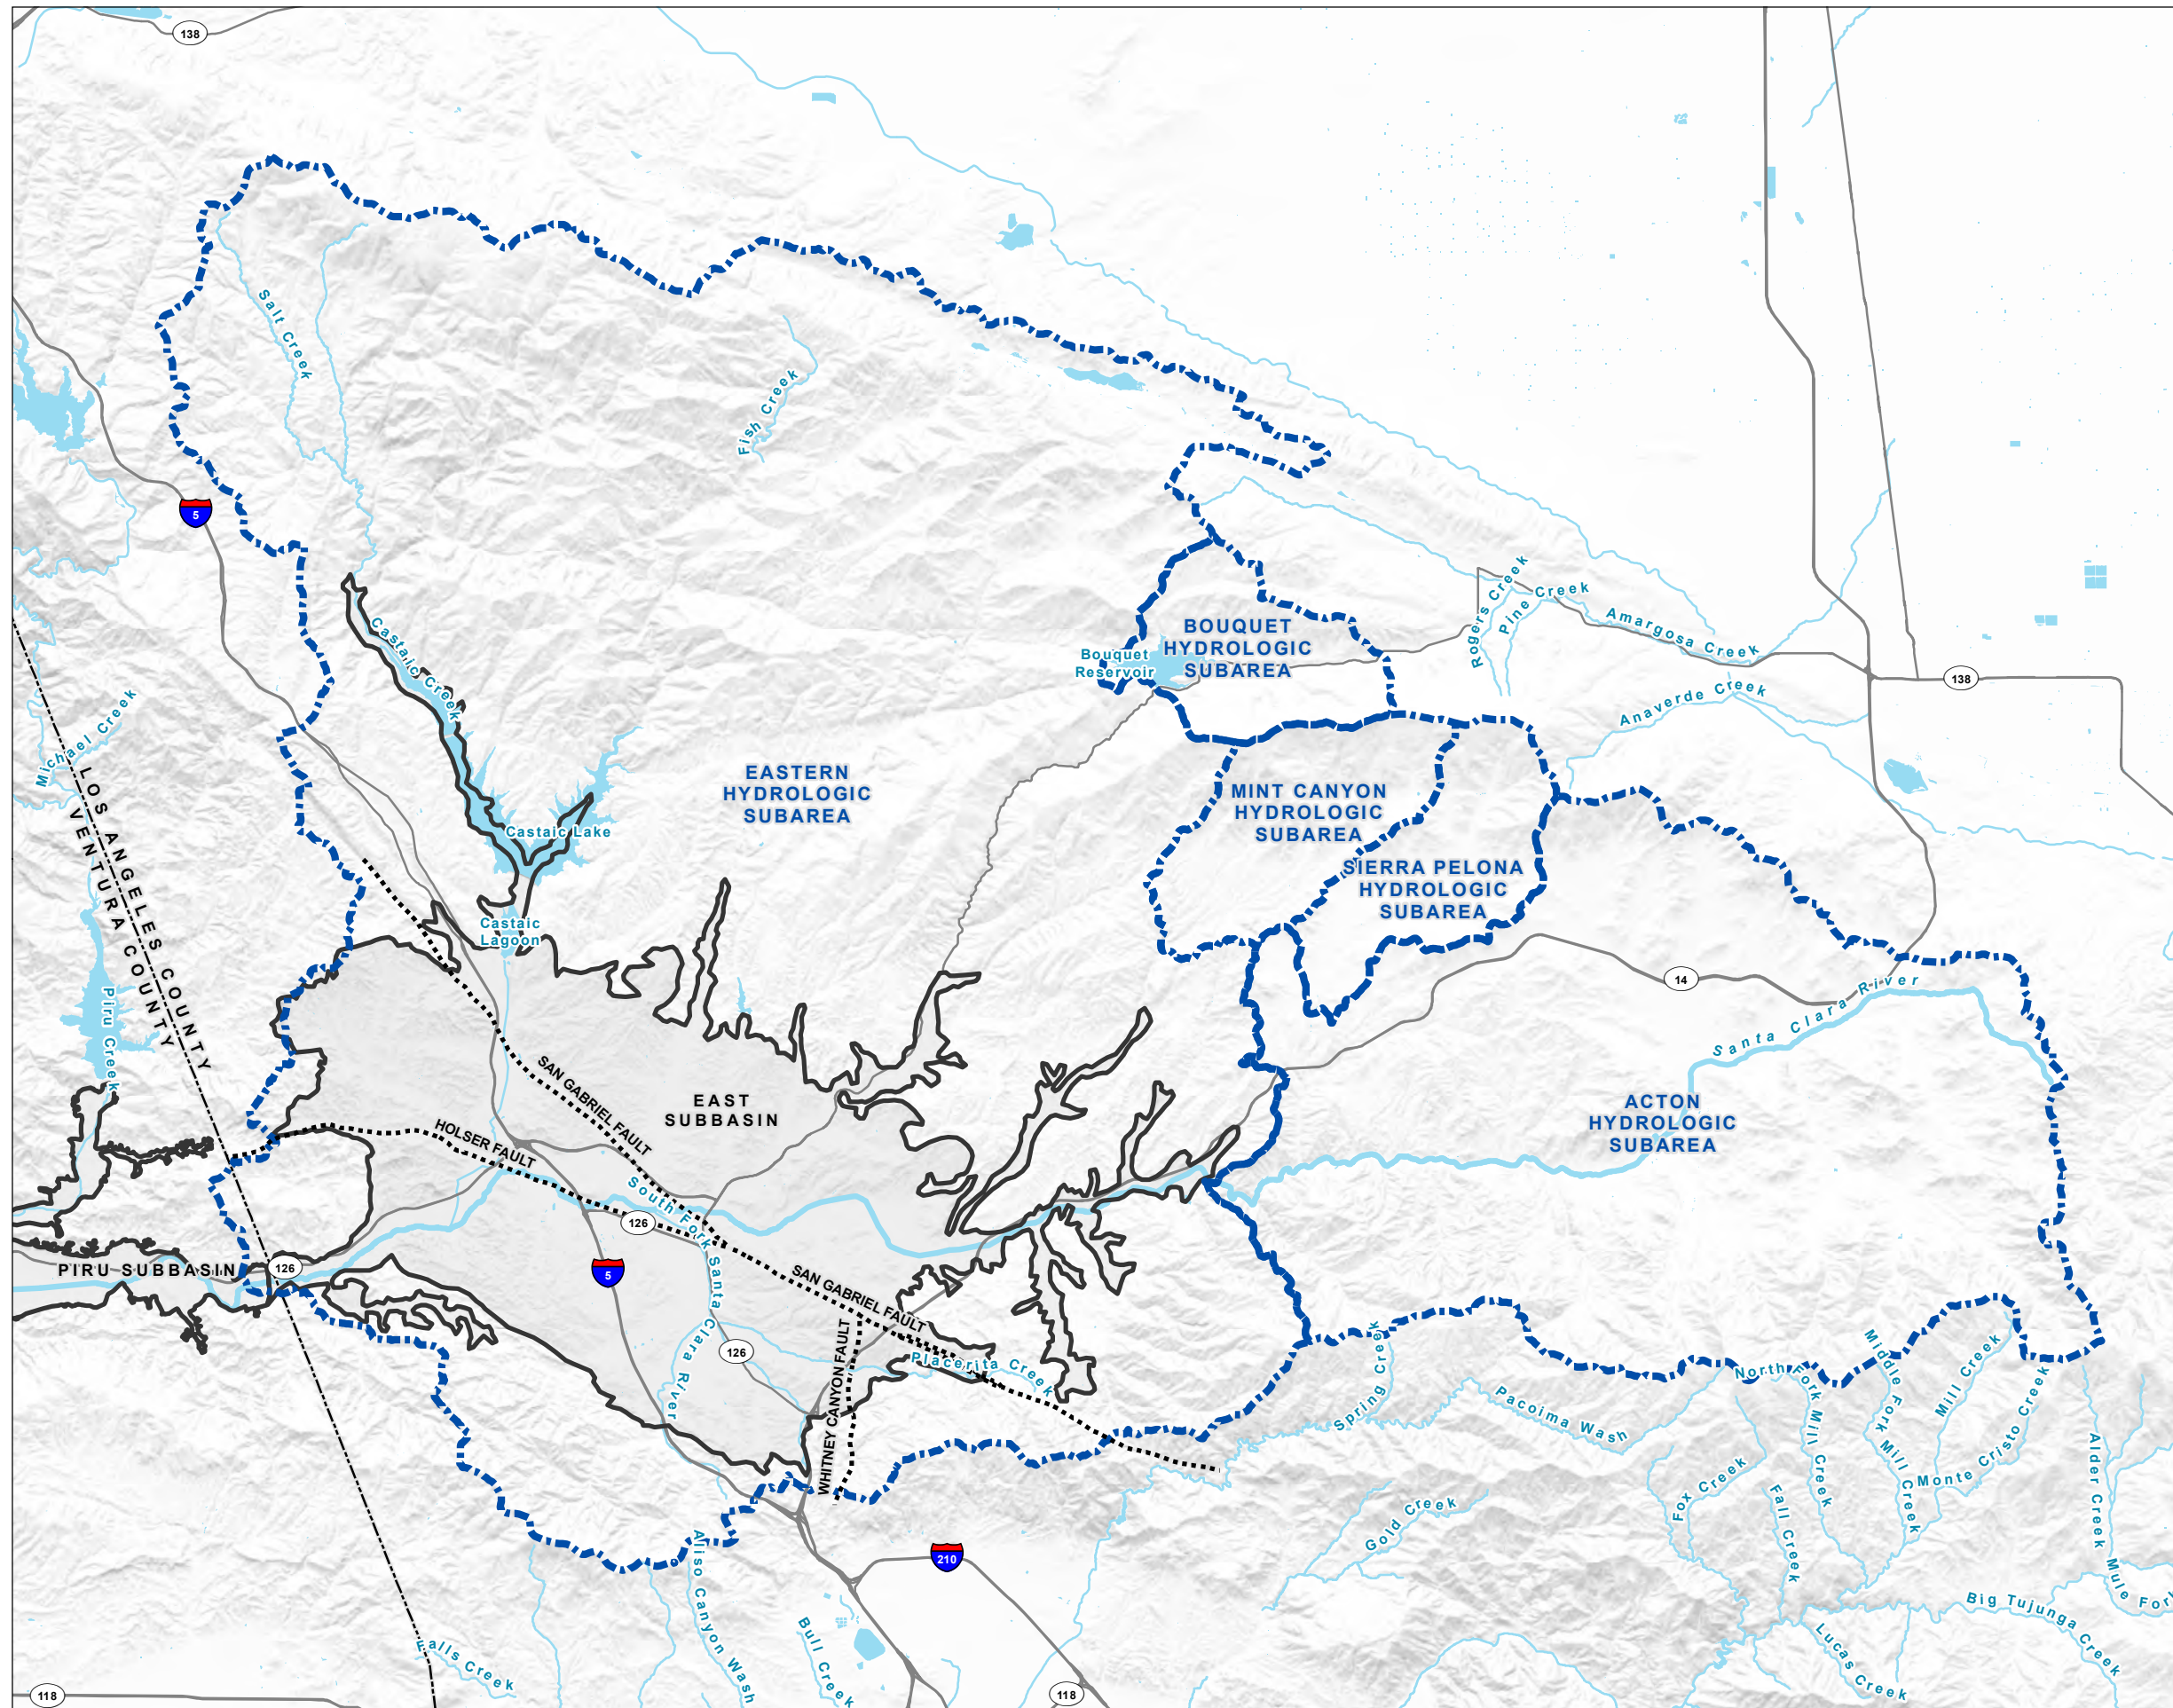 138
Salt Creek
Fish Creek
5
BOUQUET
HYDROLOGIC
SUBAREA
Bouquet
Reservoir
Rogers Creek
Pine Creek
Amargosa Creek
Anaverde Creek
138
Castaic Creek
Michael Creek
LOS ANGELES COUNTY
VENTURA COUNTY
EASTERN
HYDROLOGIC
SUBAREA
MINT CANYON
HYDROLOGIC
SUBAREA
Castaic Lake
SIERRA PELONA
HYDROLOGIC
SUBAREA
Castaic
Lagoon
14
Santa Clara River
Piru Creek
SAN GABRIEL FAULT
EAST
SUBBASIN
ACTON
HYDROLOGIC
SUBAREA
HOLSER FAULT
South Fork Santa Clara River
126
PIRU SUBBASIN
126
5
SAN GABRIEL FAULT
126
WHITNEY CANYON FAULT
Placerita Creek
Spring Creek
Pacoima Wash
North Fork Mill Creek
Middle Fork Mill Creek
Mill Creek
Monte Cristo Creek
Alder Creek
Fox Creek
Fall Creek
Gold Creek
210
Aliso Canyon Wash
Bull Creek
Falls Creek
Mule Fork
Big Tujunga Creek
Lucas Creek
118
118